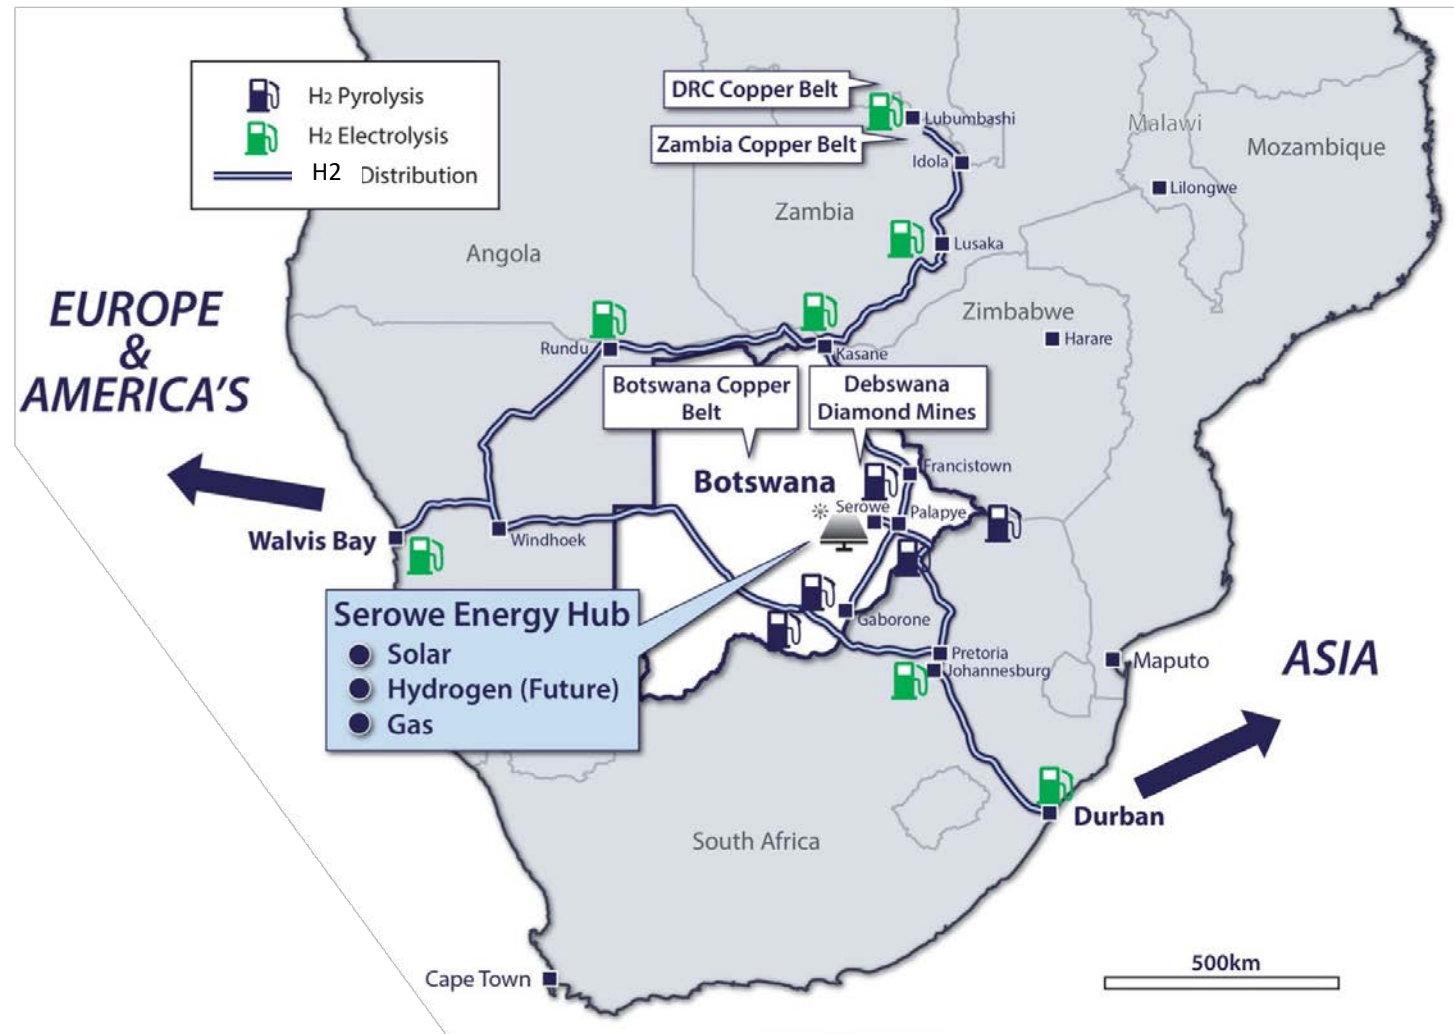 H2 Pyrolysis
H2 Electrolysis
H2 Distribution
DRC Copper Belt
Lubumbashi
Zambia Copper Belt
Idola
Malawi
Mozambique
Lilongwe
Zambia
Angola
Lusaka
EUROPE
&
AMERICA'S
Zimbabwe
Harare
Rundu
Kasane
Botswana Copper
Belt
Debswana
Diamond Mines
Francistown
Botswana
Serowe
Palapye
Walvis Bay
Windhoek
Serowe Energy Hub
Solar
Hydrogen (Future)
Gas
Gaborone
Pretoria
Johannesburg
Maputo
ASIA
Durban
South Africa
Cape Town
500km